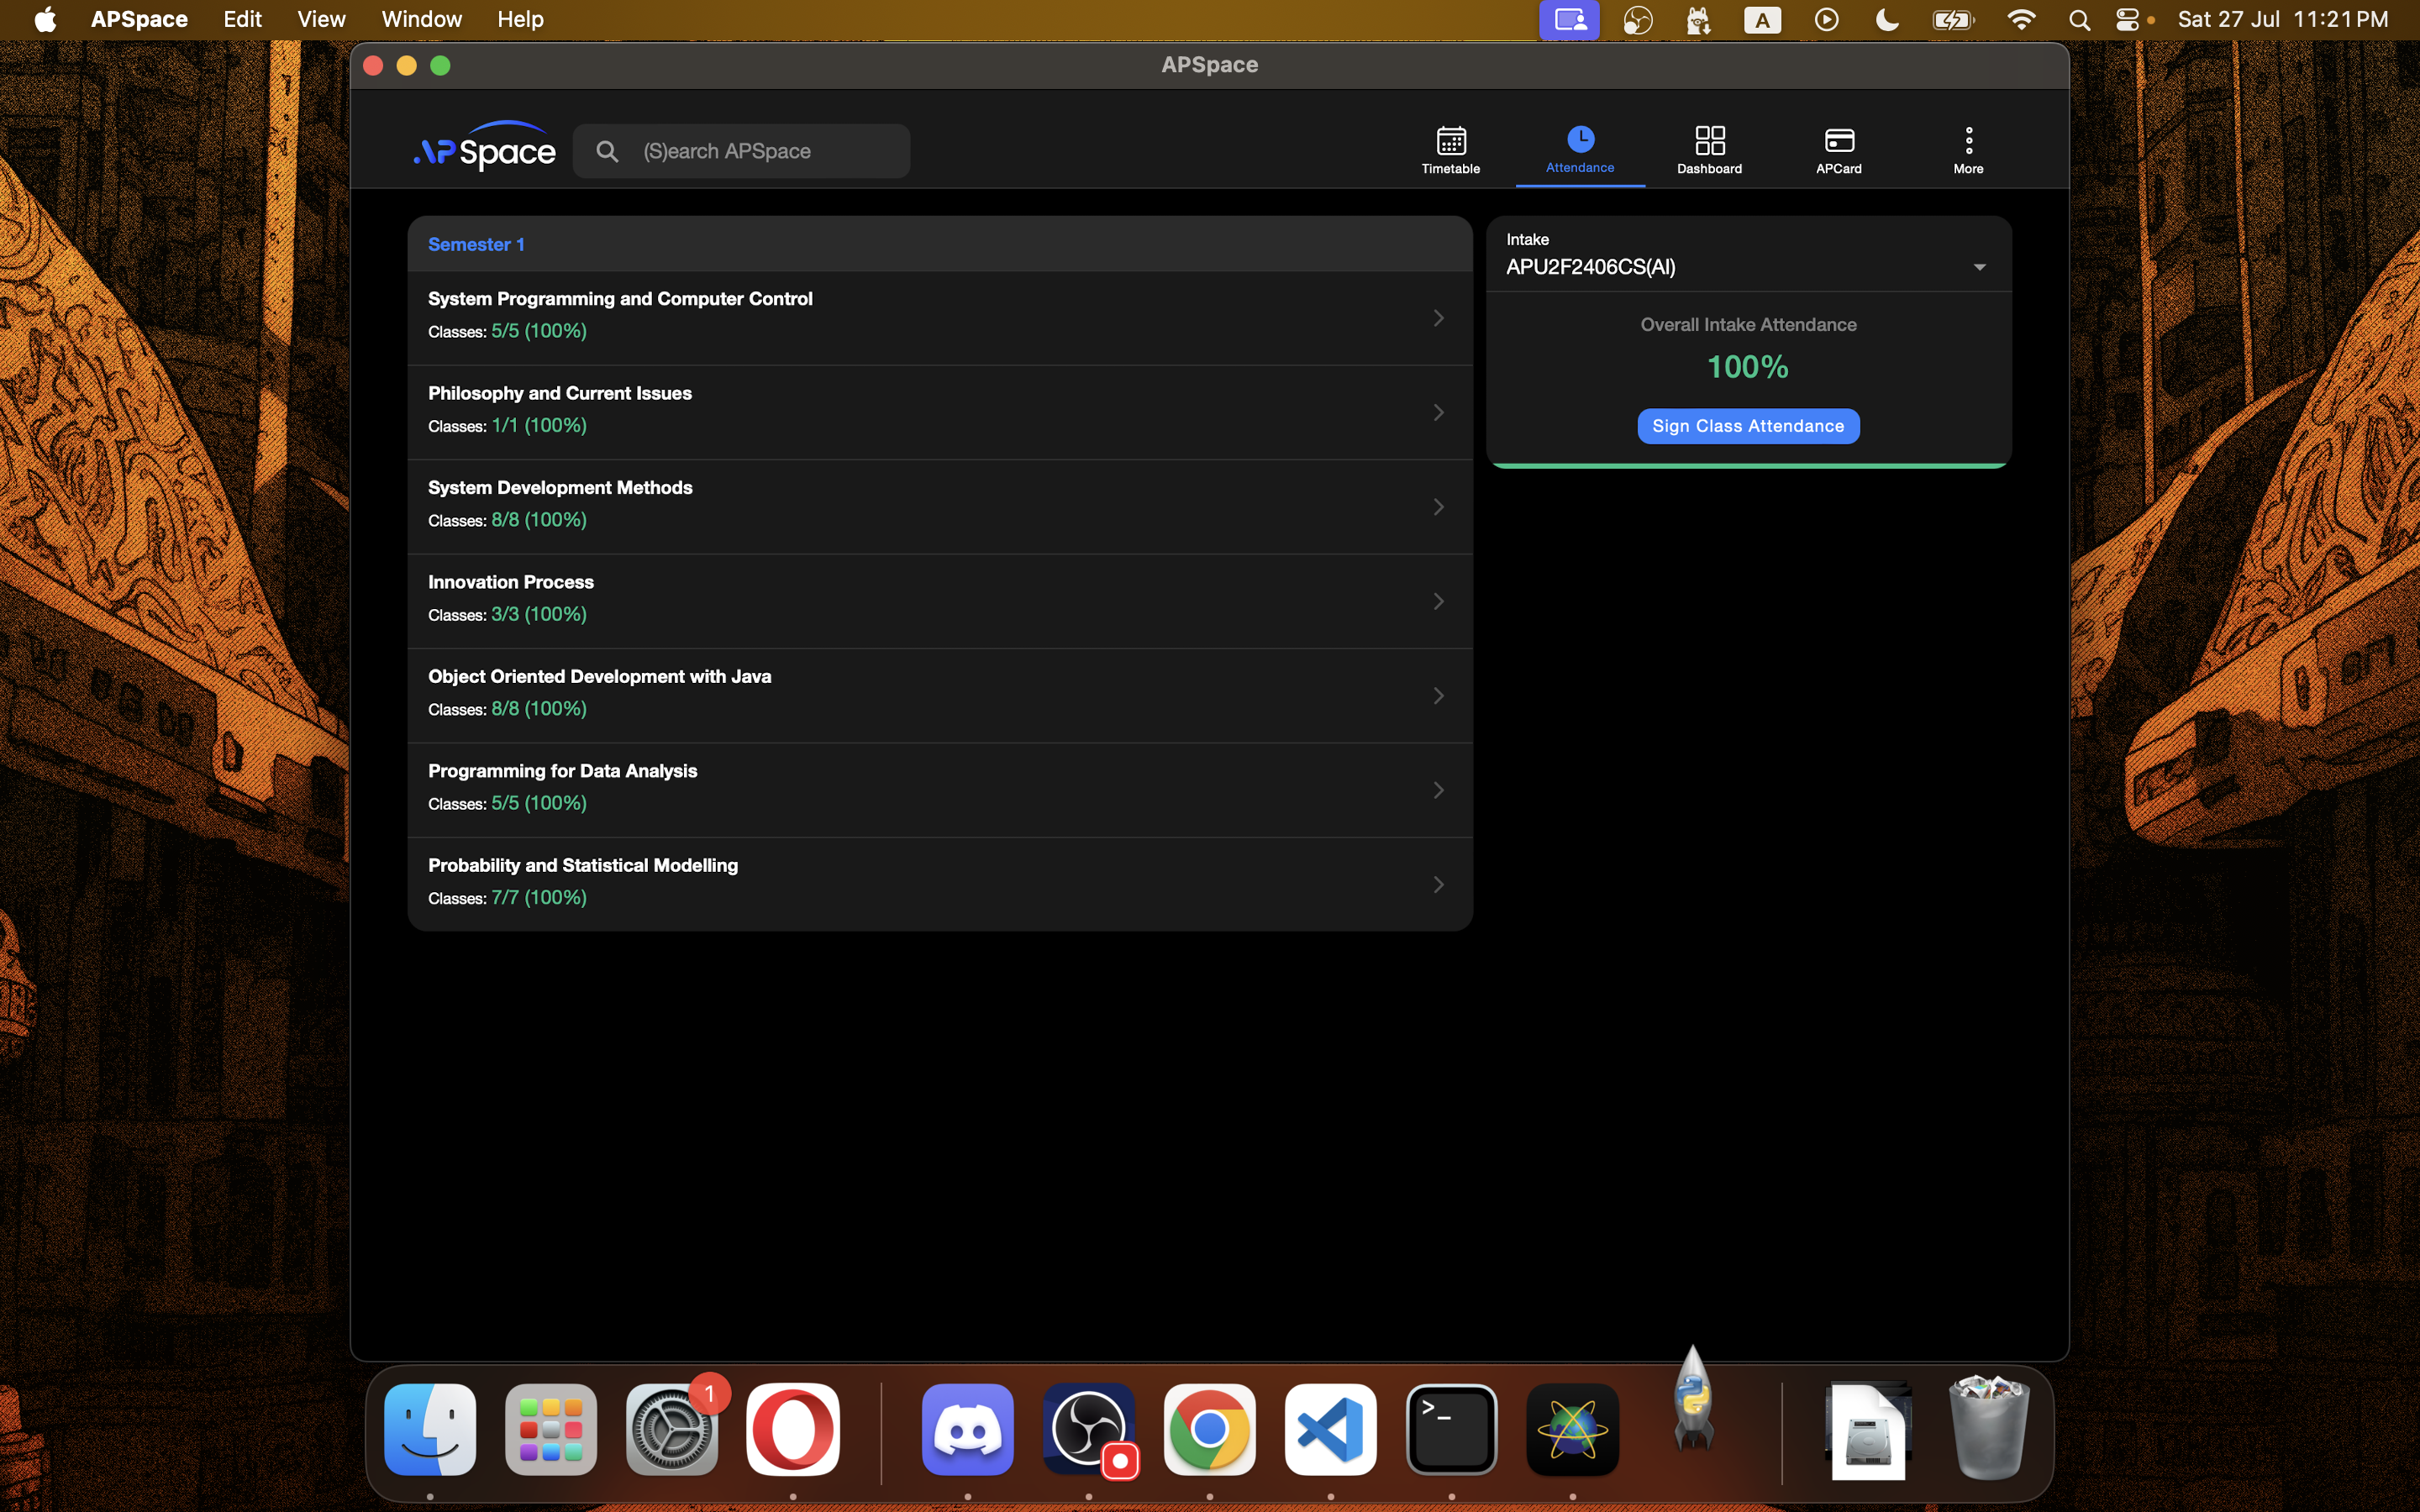 APSpace Edit View Window Help A Sat 27 Jul 11:21 PM
APSpace
APSpace (S)earch APSpace Timetable Attendance Dashboard APCard More
Semester 1
System Programming and Computer Control
Classes: 5/5 (100%)
Philosophy and Current Issues
Classes: 1/1 (100%)
System Development Methods
Classes: 8/8 (100%)
Innovation Process
Classes: 3/3 (100%)
Object Oriented Development with Java
Classes: 8/8 (100%)
Programming for Data Analysis
Classes: 5/5 (100%)
Probability and Statistical Modelling
Classes: 7/7 (100%)
Intake
APU2F2406CS(AI)
Overall Intake Attendance
100%
Sign Class Attendance
1
>_